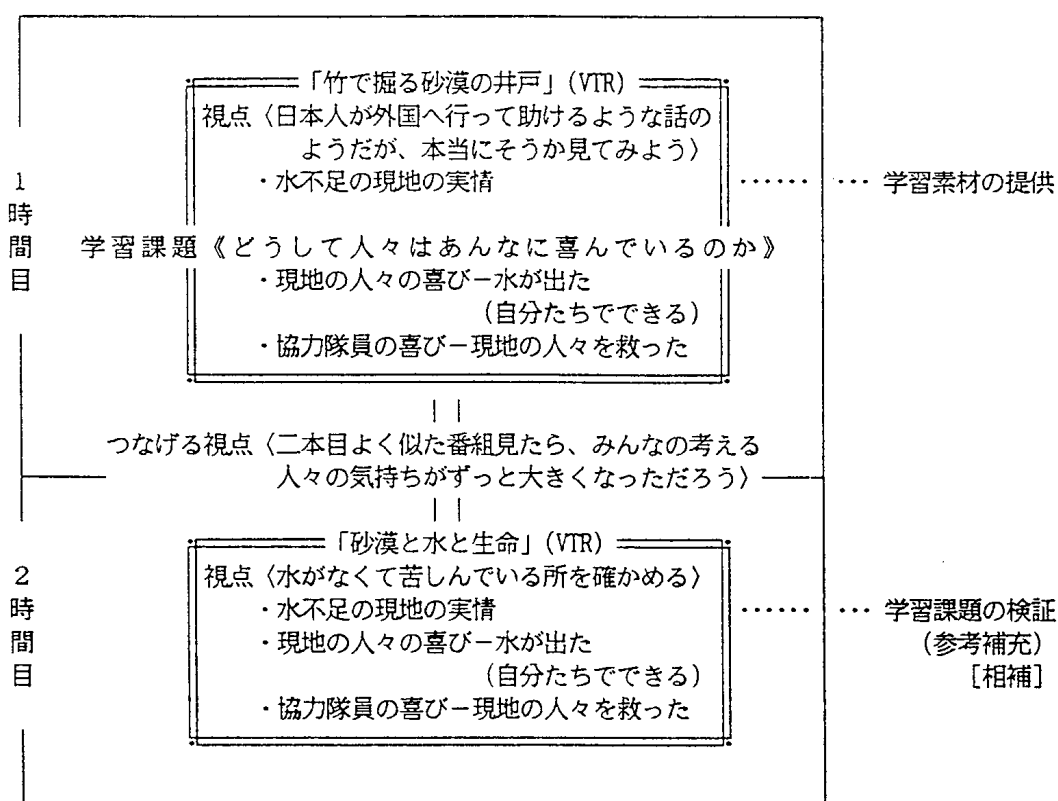 「竹で掘る砂漠の井戸」(VTR)
視点〈日本人が外国へ行って助けるような話の
ようだが、本当にそうか見てみよう〉
・水不足の現地の実情
…… … 学習素材の提供
1時間目
学習課題《どうして人々はあんなに喜んでいるのか》
・現地の人々の喜び－水が出た
(自分たちでできる)
・協力隊員の喜び－現地の人々を救った
つなげる視点〈二本目よく似た番組見たら、みんなの考える
人々の気持ちがずっと大きくなっただろう〉
「砂漠と水と生命」(VTR)
2時間目
視点〈水がなくて苦しんでいる所を確かめる〉
・水不足の現地の実情
…… … 学習課題の検証
・現地の人々の喜び－水が出た
(参考補充)
(自分たちでできる)
[相補]
・協力隊員の喜び－現地の人々を救った